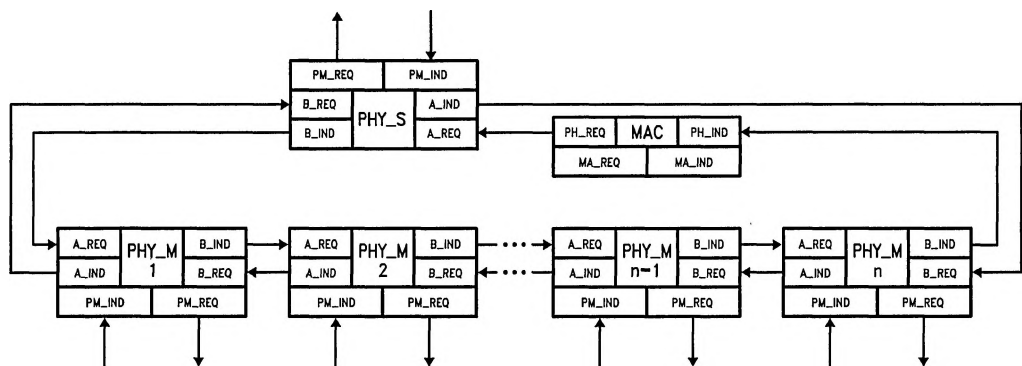 PM_REQ PM_IND
B_REQ PHY_S A_IND
B_IND A_REQ
PH_REQ MAC PH_IND
MA_REQ MA_IND
A_REQ PHY_M B_IND
A_IND 1 B_REQ
PM_IND PM_REQ
A_REQ PHY_M B_IND
A_IND 2 B_REQ
PM_IND PM_REQ
A_REQ PHY_M B_IND
A_IND n-1 B_REQ
PM_IND PM_REQ
A_REQ PHY_M B_IND
A_IND n B_REQ
PM_IND PM_REQ